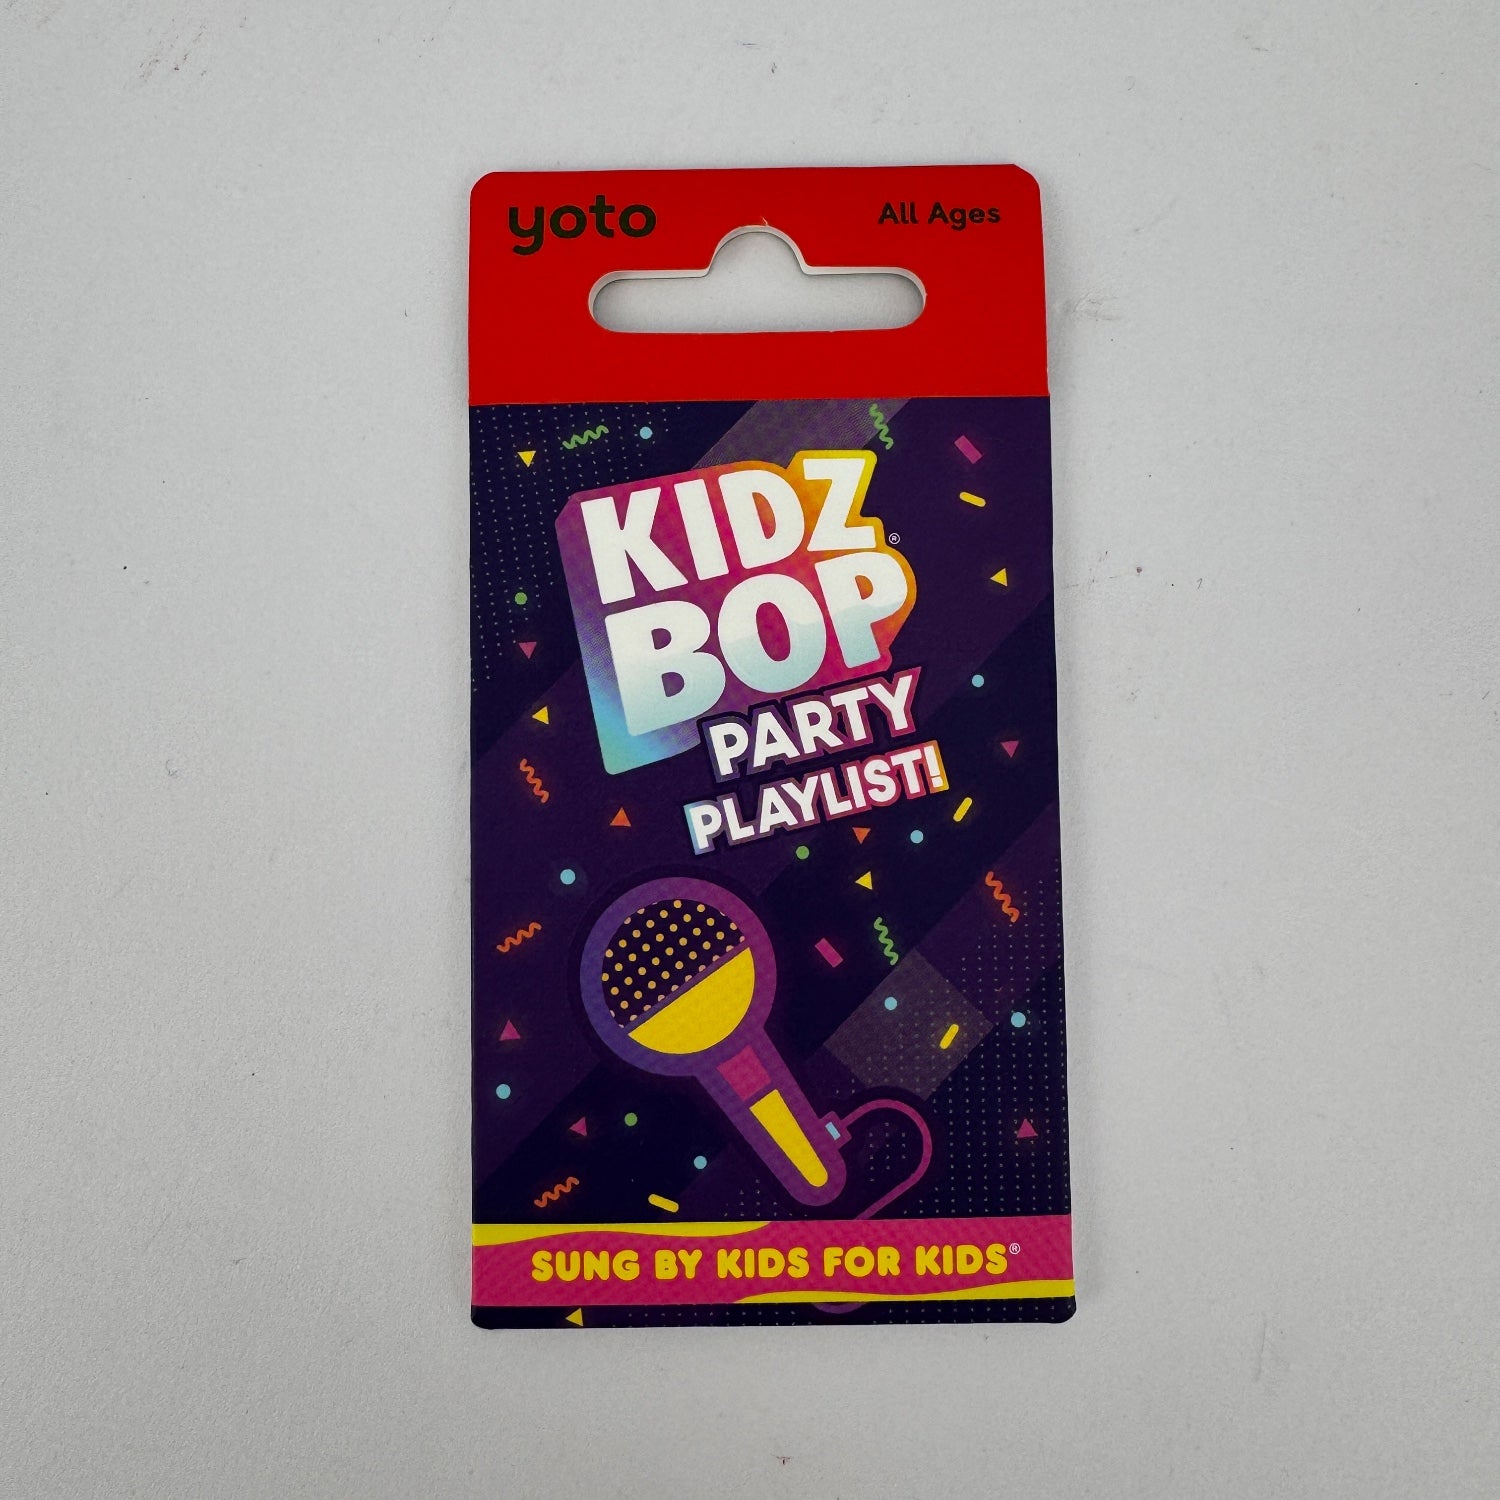 yoto
All Ages
KIDZ
BOP®
PARTY
PLAYLIST!
SUNG BY KIDS FOR KIDS®